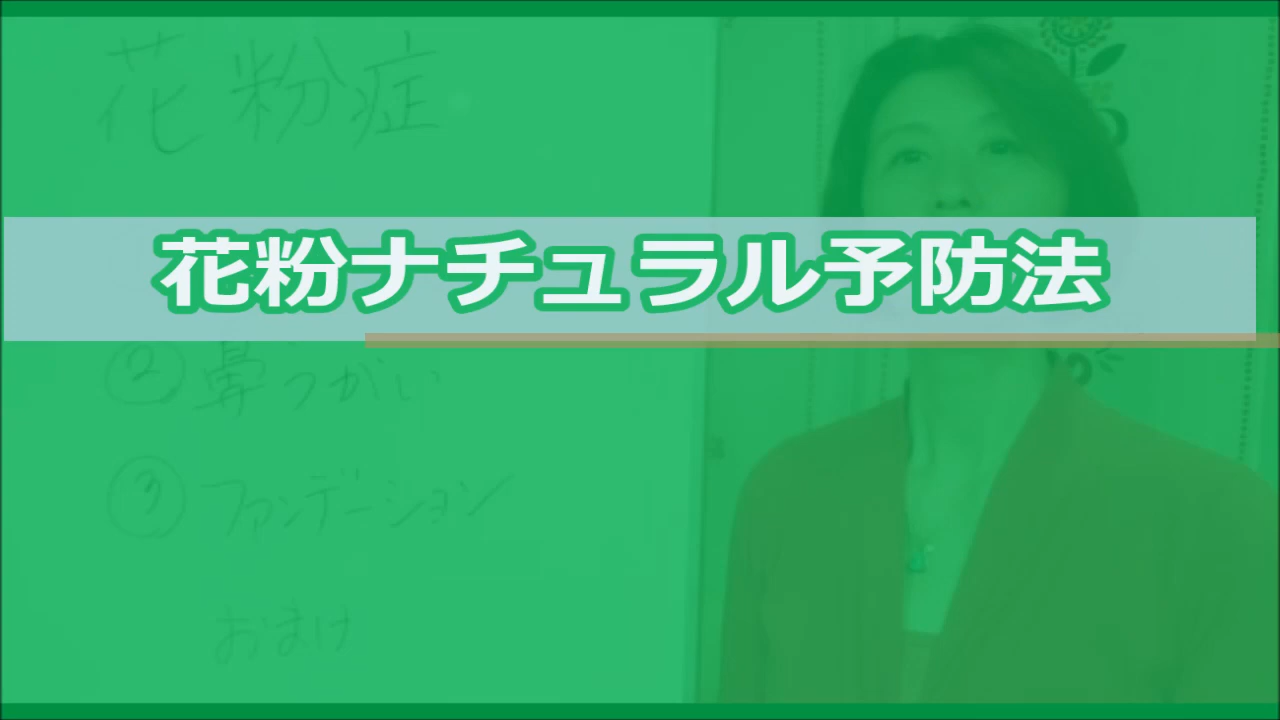 花粉症
花粉ナチュラル予防法
② 鼻うがい
③ ファンデーション
おまけ